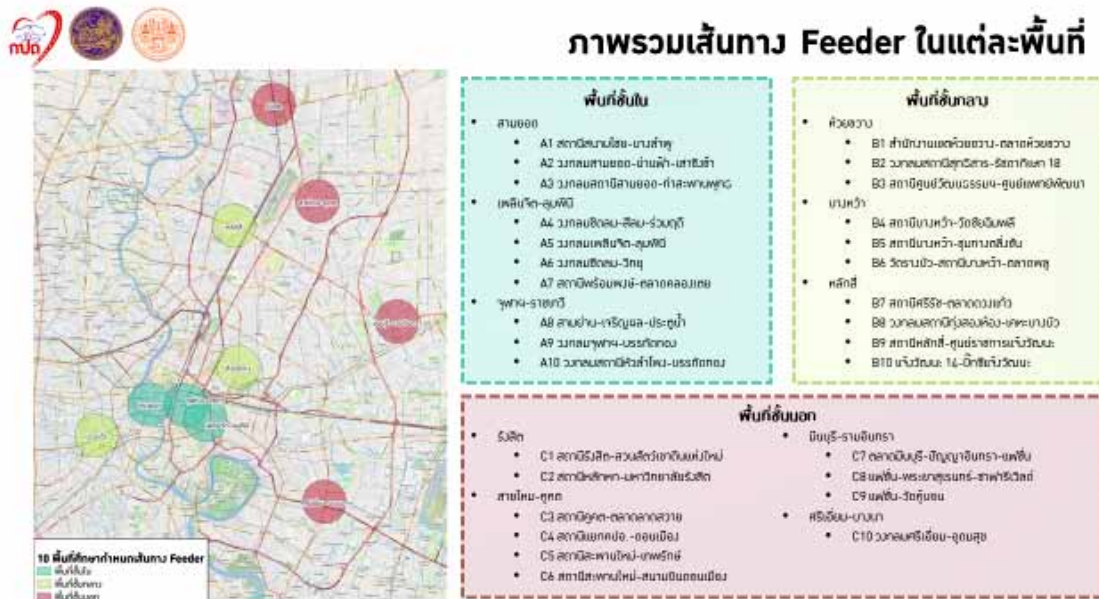 กปถ
ภาพรวมเส้นทาง Feeder ในแต่ละพื้นที่
พื้นที่ชั้นใน
• สามยอด
• A1 สถานีสนามไชย-บางลำพู
• A2 วงกลมสามยอด-ผ่านฟ้า-เสาชิงช้า
• A3 วงกลมสถานีสามยอด-ท่าสะพานพุทธ
• เพลินจิต-ลุมพินี
• A4 วงกลมชิดลม-สีลม-ร่วมฤดี
• A5 วงกลมเพลินจิต-ลุมพินี
• A6 วงกลมชิดลม-วิทยุ
• A7 สถานีพร้อมพงษ์-ตลาดคลองเตย
• จุฬาฯ-ราชเทวี
• A8 สามย่าน-เจริญผล-ประตูน้ำ
• A9 วงกลมจุฬาฯ-บรรทัดทอง
• A10 วงกลมสถานีหัวลำโพง-บรรทัดทอง
พื้นที่ชั้นกลาง
• ห้วยขวาง
• B1 สำนักงานเขตห้วยขวาง-ตลาดห้วยขวาง
• B2 วงกลมสถานีสุทธิสาร-รัชดาภิเษก 18
• B3 สถานีศูนย์วัฒนธรรมฯ-ศูนย์แพทย์พัฒนา
• บางหว้า
• B4 สถานีบางหว้า-วัดชัยฉิมพลี
• B5 สถานีบางหว้า-ชุมทางตลิ่งชัน
• B6 วัดรางบัว-สถานีบางหว้า-ตลาดพลู
• หลักสี่
• B7 สถานีศรีรัช-ตลาดดวงแก้ว
• B8 วงกลมสถานีทุ่งสองห้อง-เคหะบางบัว
• B9 สถานีหลักสี่-ศูนย์ราชการแจ้งวัฒนะ
• B10 แจ้งวัฒนะ 14-บิ๊กซีแจ้งวัฒนะ
พื้นที่ชั้นนอก
• รังสิต
• C1 สถานีรังสิต-สวนสัตว์เขาดินแห่งใหม่
• C2 สถานีหลักหก-มหาวิทยาลัยรังสิต
• สายไหม-คูคต
• C3 สถานีคูคต-ตลาดลาดสวาย
• C4 สถานีแยกคปอ.-ดอนเมือง
• C5 สถานีสะพานใหม่-เทพรักษ์
• C6 สถานีสะพานใหม่-สนามบินดอนเมือง
• มีนบุรี-รามอินทรา
• C7 ตลาดมีนบุรี-ปัญญาอินทรา-แฟชั่น
• C8 แฟชั่น-พระยาสุเรนทร์-ซาฟารีเวิลด์
• C9 แฟชั่น-วัดคู้บอน
• ศรีเอี่ยม-บางนา
• C10 วงกลมศรีเอี่ยม-อุดมสุข
10 พื้นที่ศึกษากำหนดเส้นทาง Feeder
พื้นที่ชั้นใน
พื้นที่ชั้นกลาง
พื้นที่ชั้นนอก